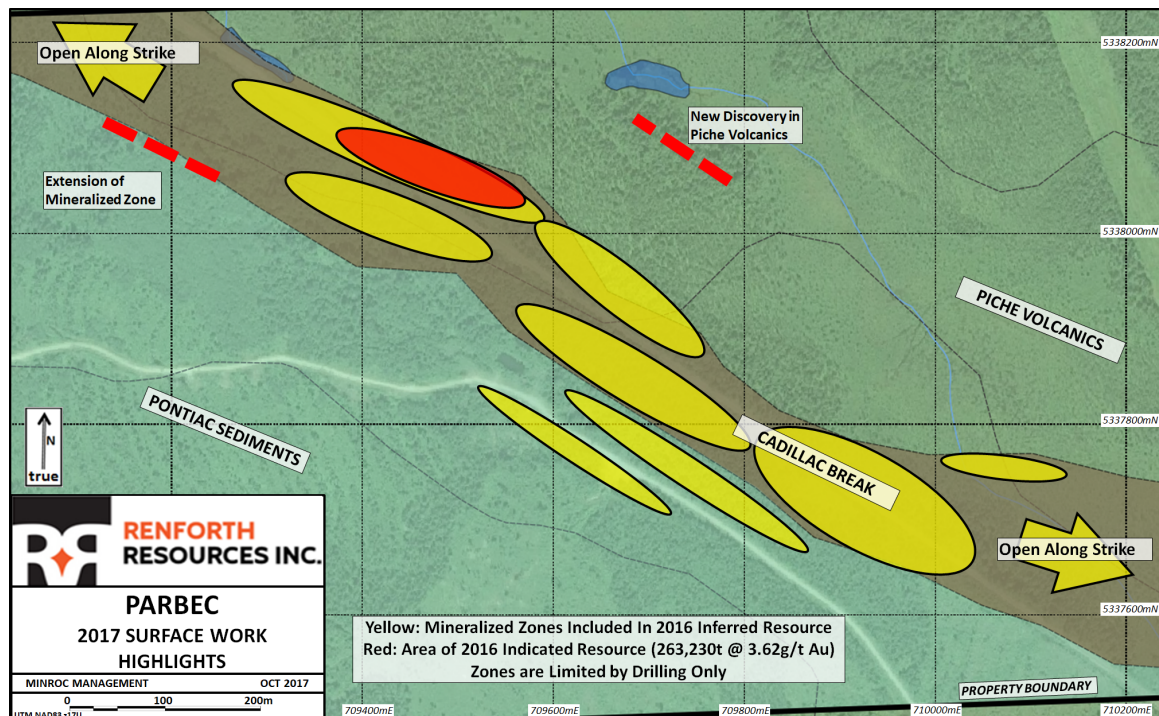 Open Along Strike
5338200mN
New Discovery in
Piche Volcanics
Extension of
Mineralized Zone
5338000mN
PICHE VOLCANICS
PONTIAC SEDIMENTS
5337800mN
CADILLAC BREAK
N
true
Open Along Strike
RENFORTH
RESOURCES INC.
PARBEC
2017 SURFACE WORK
HIGHLIGHTS
MINROC MANAGEMENT OCT 2017
0 100 200m
UTM NAD83 z17U
5337600mN
Yellow: Mineralized Zones Included In 2016 Inferred Resource
Red: Area of 2016 Indicated Resource (263,230t @ 3.62g/t Au)
Zones are Limited by Drilling Only
PROPERTY BOUNDARY
709400mE 709600mE 709800mE 710000mE 710200mE